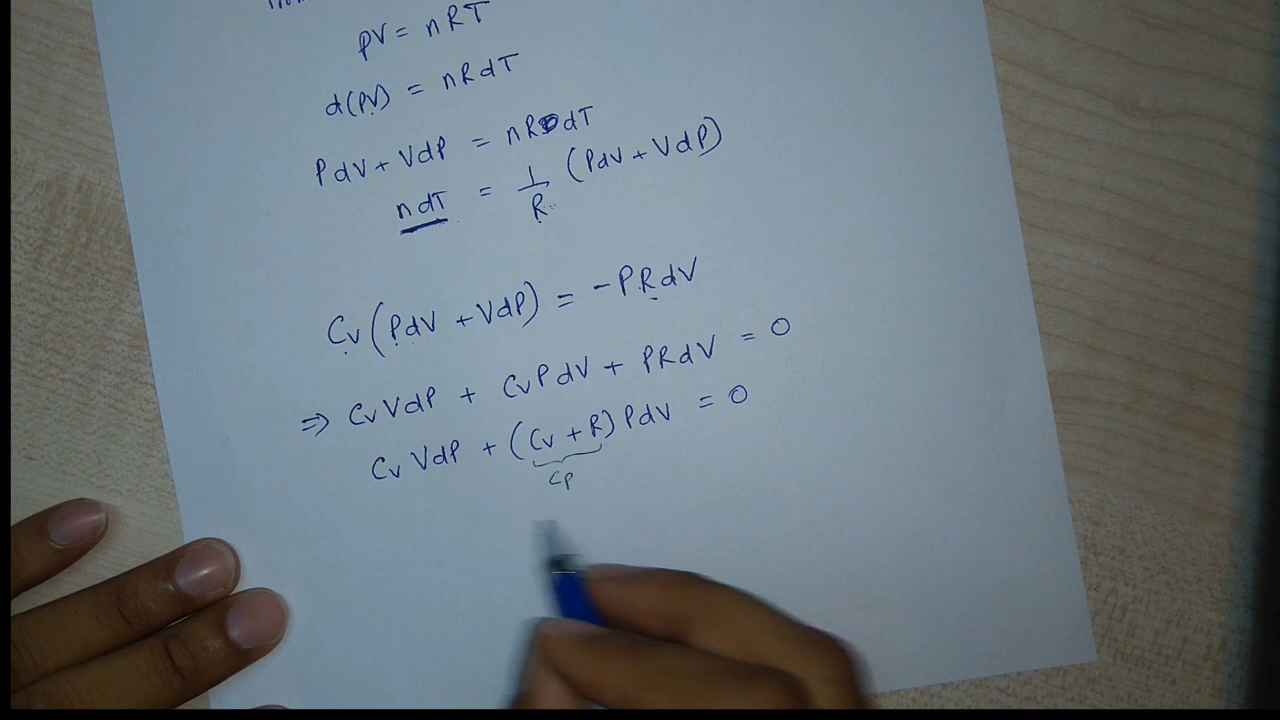 PV = nRT
d(PV) = nRdT
PdV + VdP = nRdT
ndT = 1/R (PdV + VdP)
Cv (PdV + VdP) = -PRdV
⇒ CvVdP + CvPdV + PRdV = 0
CvVdP + (Cv + R) PdV = 0
CP